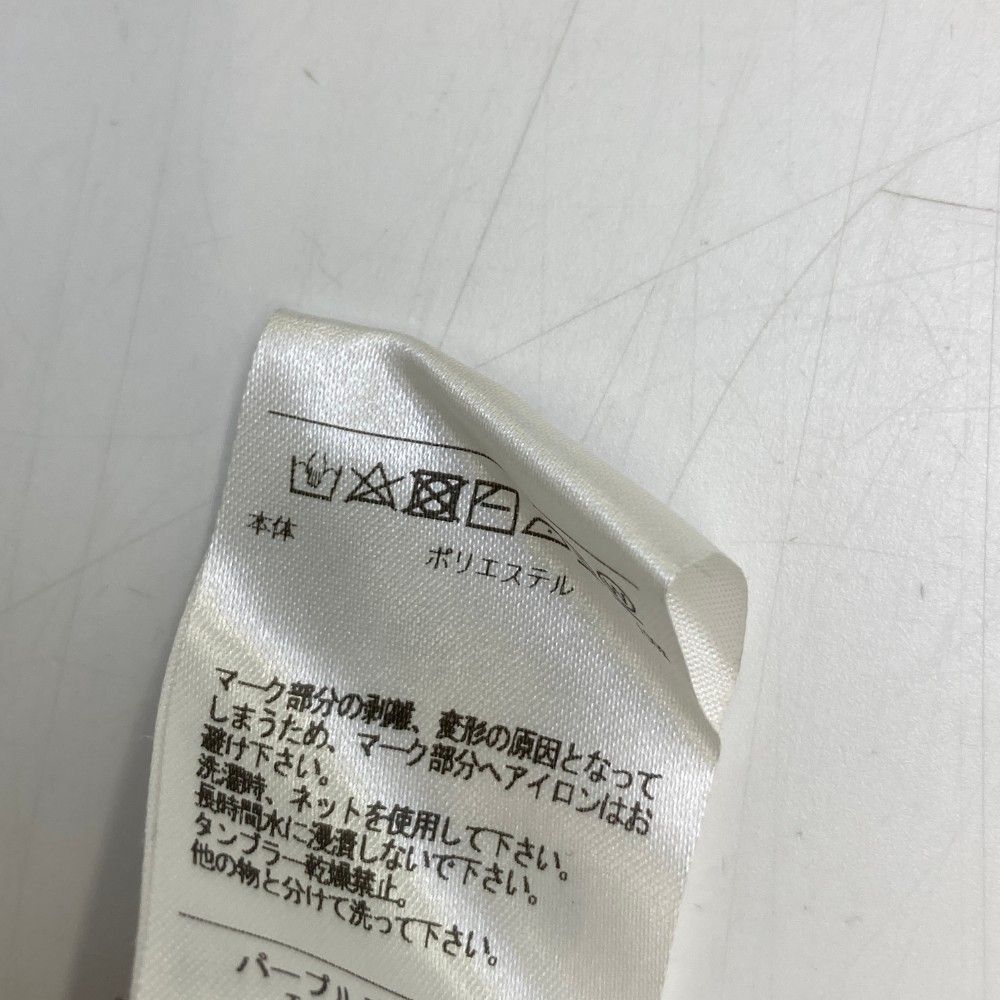 本体
ポリエステル
マーク部分の剥離、変形の原因となって
しまうため、マーク部分へアイロンはお
避け下さい。
洗濯時、ネットを使用して下さい。
長時間水に浸漬しないで下さい。
タンブラー乾燥禁止。
他の物と分けて洗って下さい。
パープル